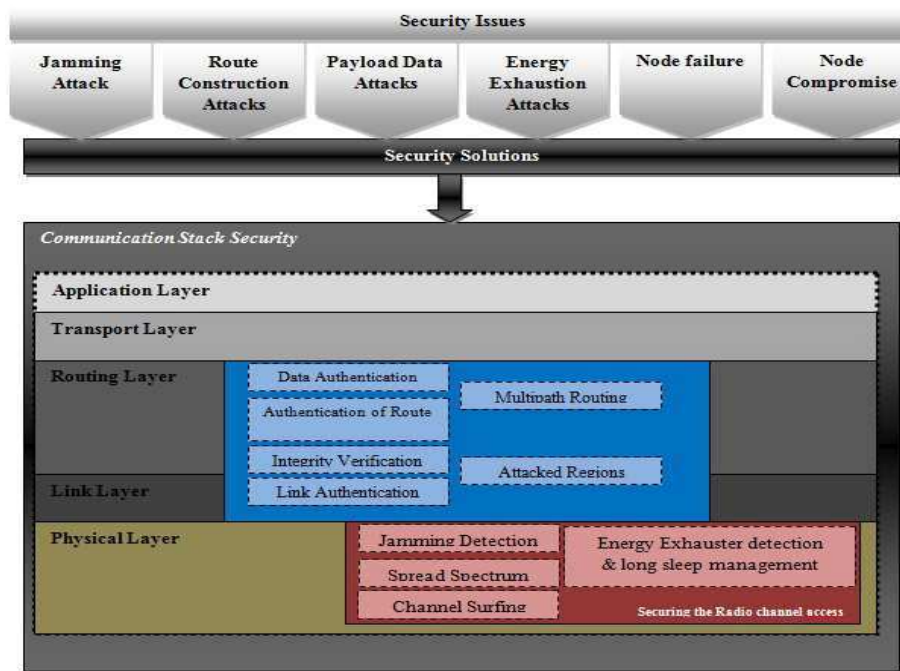 Security Issues
Jamming
Attack
Route
Construction
Attacks
Payload Data
Attacks
Energy
Exhaustion
Attacks
Node failure
Node
Compromise
Security Solutions
Communication Stack Security
Application Layer
Transport Layer
Routing Layer
Data Authentication
Multipath Routing
Authentication of Route
Integrity Verification
Attacked Regions
Link Layer
Link Authentication
Physical Layer
Jamming Detection
Energy Exhauster detection
& long sleep management
Spread Spectrum
Channel Surfing
Securing the Radio channel access